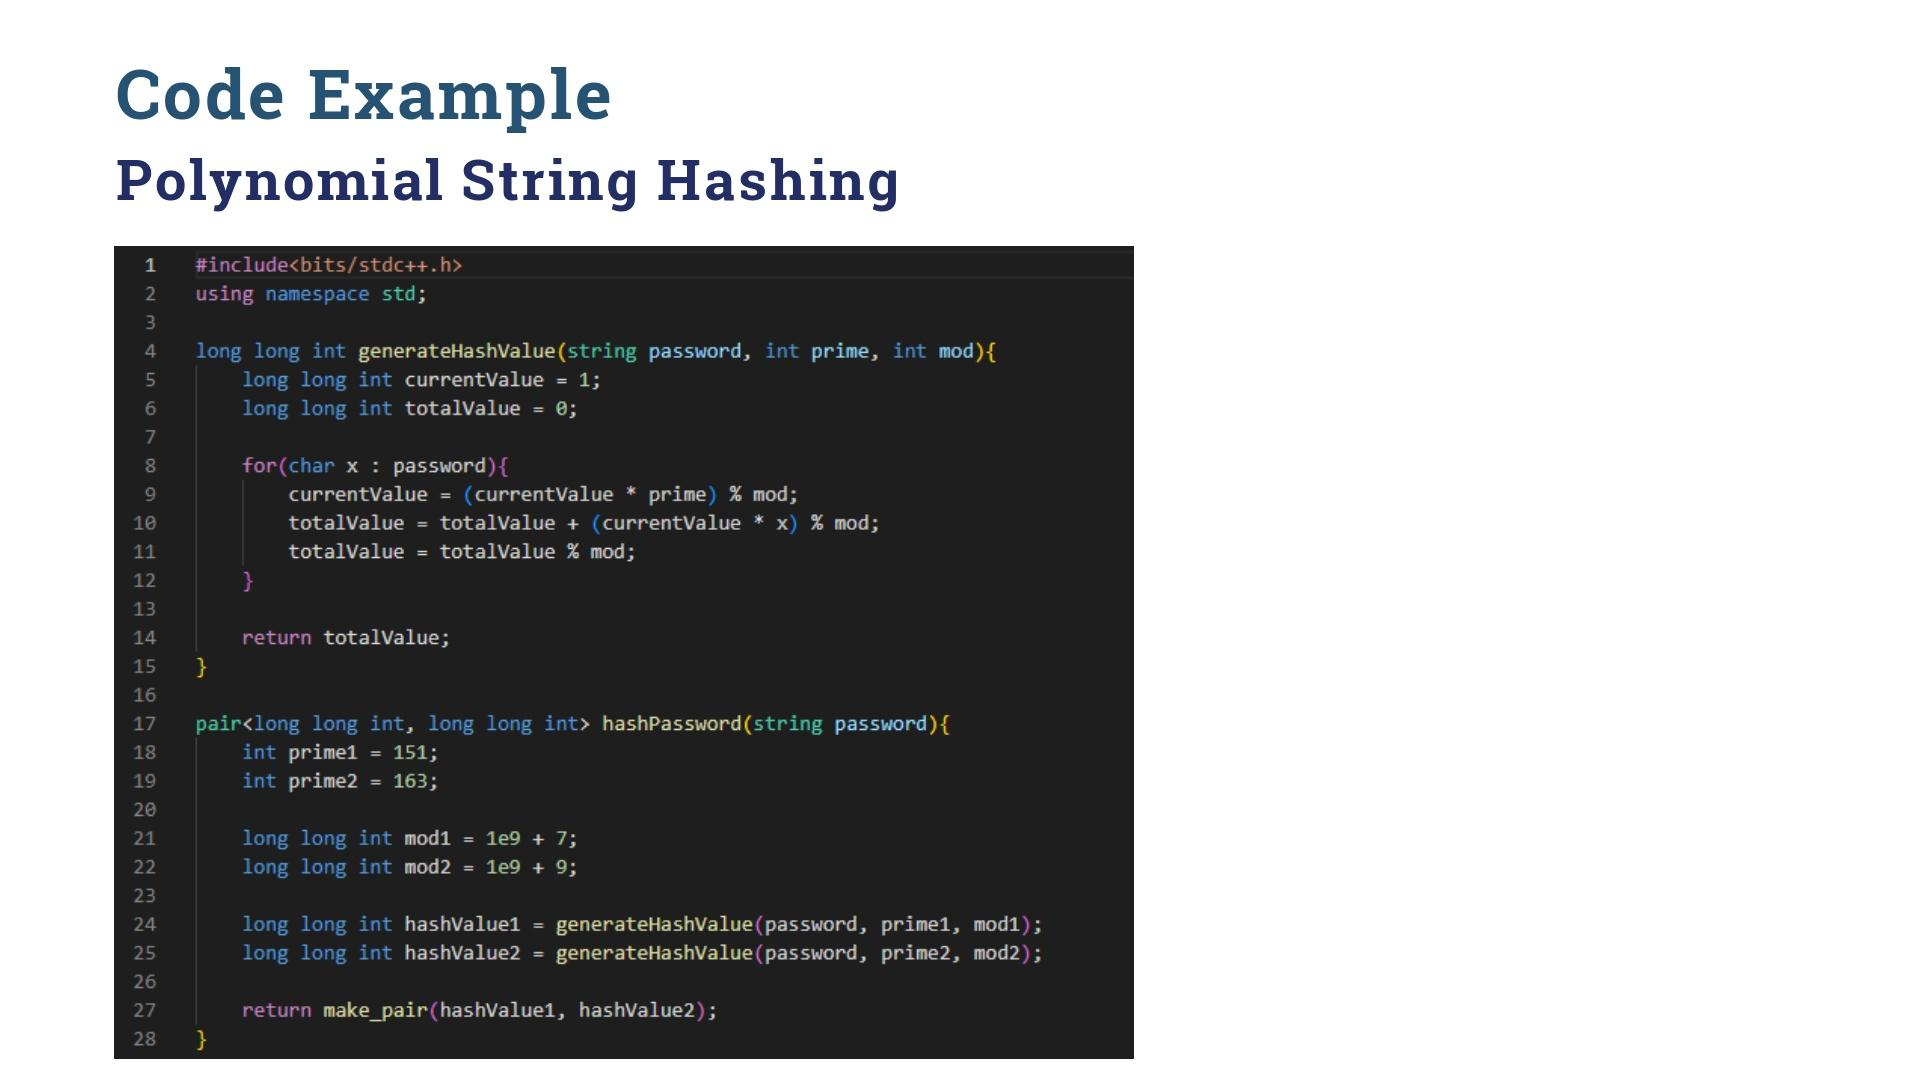 Code Example
Polynomial String Hashing
1 #include<bits/stdc++.h>
2 using namespace std;
3
4 long long int generateHashValue(string password, int prime, int mod){
5     long long int currentValue = 1;
6     long long int totalValue = 0;
7
8     for(char x : password){
9         currentValue = (currentValue * prime) % mod;
10         totalValue = totalValue + (currentValue * x) % mod;
11         totalValue = totalValue % mod;
12     }
13
14     return totalValue;
15 }
16
17 pair<long long int, long long int> hashPassword(string password){
18     int prime1 = 151;
19     int prime2 = 163;
20
21     long long int mod1 = 1e9 + 7;
22     long long int mod2 = 1e9 + 9;
23
24     long long int hashValue1 = generateHashValue(password, prime1, mod1);
25     long long int hashValue2 = generateHashValue(password, prime2, mod2);
26
27     return make_pair(hashValue1, hashValue2);
28 }